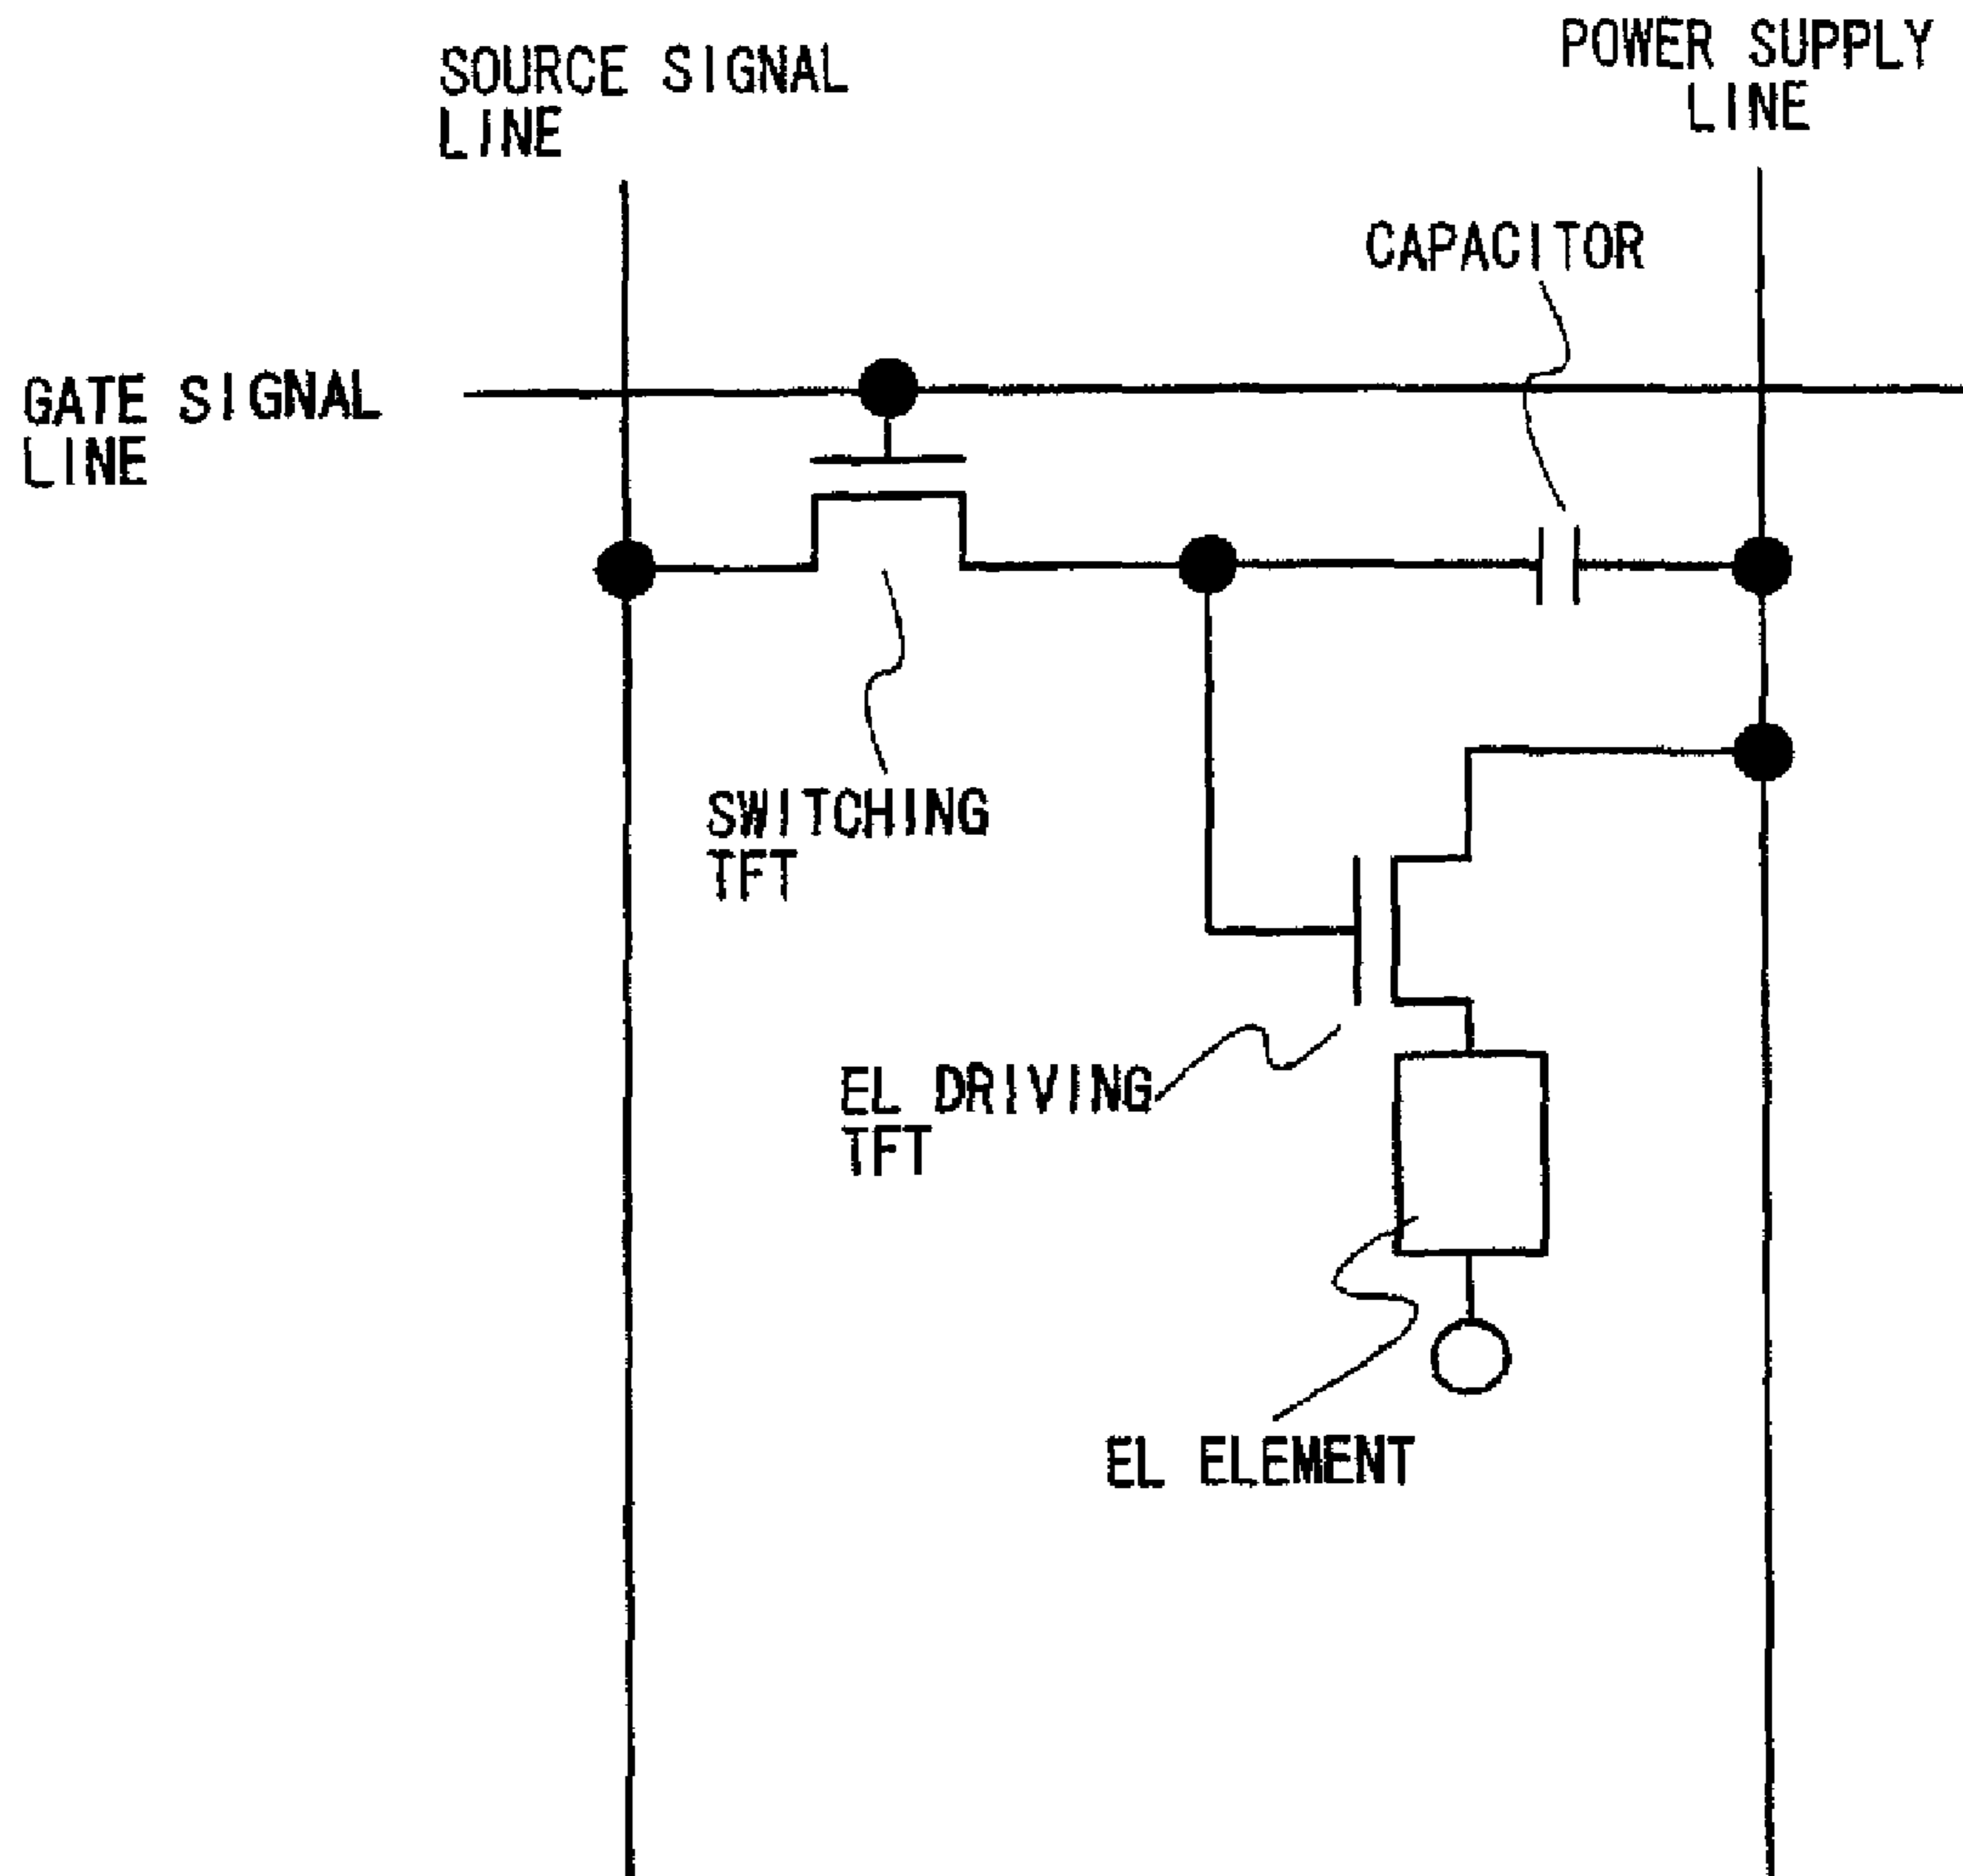 SOURCE SIGNAL
LINE
POWER SUPPLY
LINE
CAPACITOR
GATE SIGNAL
LINE
SWITCHING
TFT
EL DRIVING
TFT
EL ELEMENT